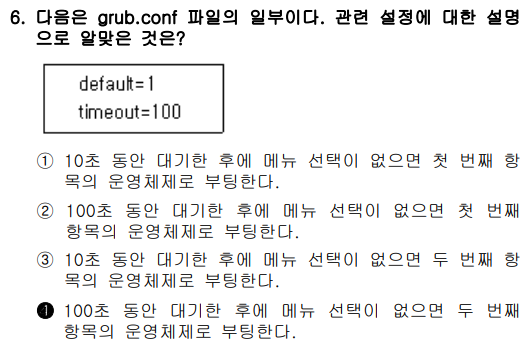 6. 다음은 grub.conf 파일의 일부이다. 관련 설정에 대한 설명
으로 알맞은 것은?
default=1
timeout=100
① 10초 동안 대기한 후에 메뉴 선택이 없으면 첫 번째 항
목의 운영체제로 부팅한다.
② 100초 동안 대기한 후에 메뉴 선택이 없으면 첫 번째
항목의 운영체제로 부팅한다.
③ 10초 동안 대기한 후에 메뉴 선택이 없으면 두 번째 항
목의 운영체제로 부팅한다.
❶ 100초 동안 대기한 후에 메뉴 선택이 없으면 두 번째
항목의 운영체제로 부팅한다.